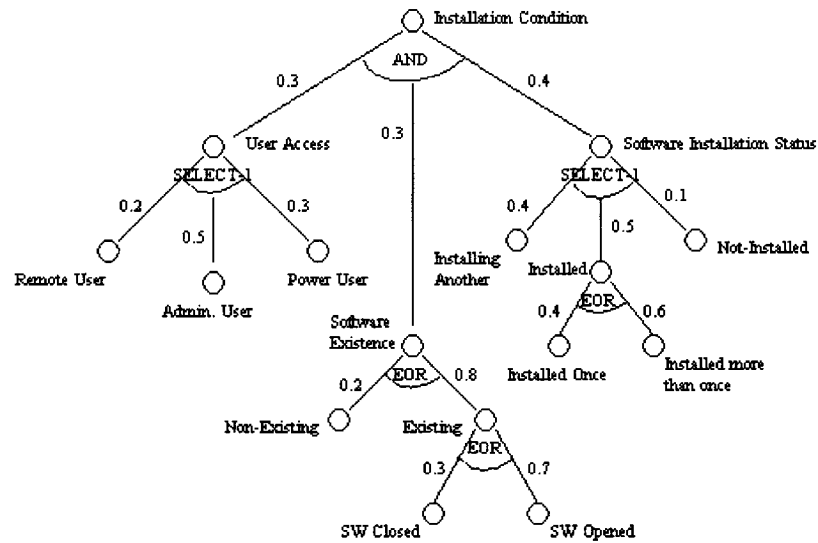 Installation Condition
AND
0.3
0.4
0.3
User Access
Software Installation Status
SELECT-1
SELECT-1
0.2
0.3
0.5
0.4
0.1
0.5
Remote User
Power User
Admin. User
Installing
Another
Installed
Not-Installed
EOR
0.4
0.6
Software
Existence
Installed Once
Installed more
than once
EOR
0.2
0.8
Non-Existing
Existing
EOR
0.3
0.7
SW Closed
SW Opened